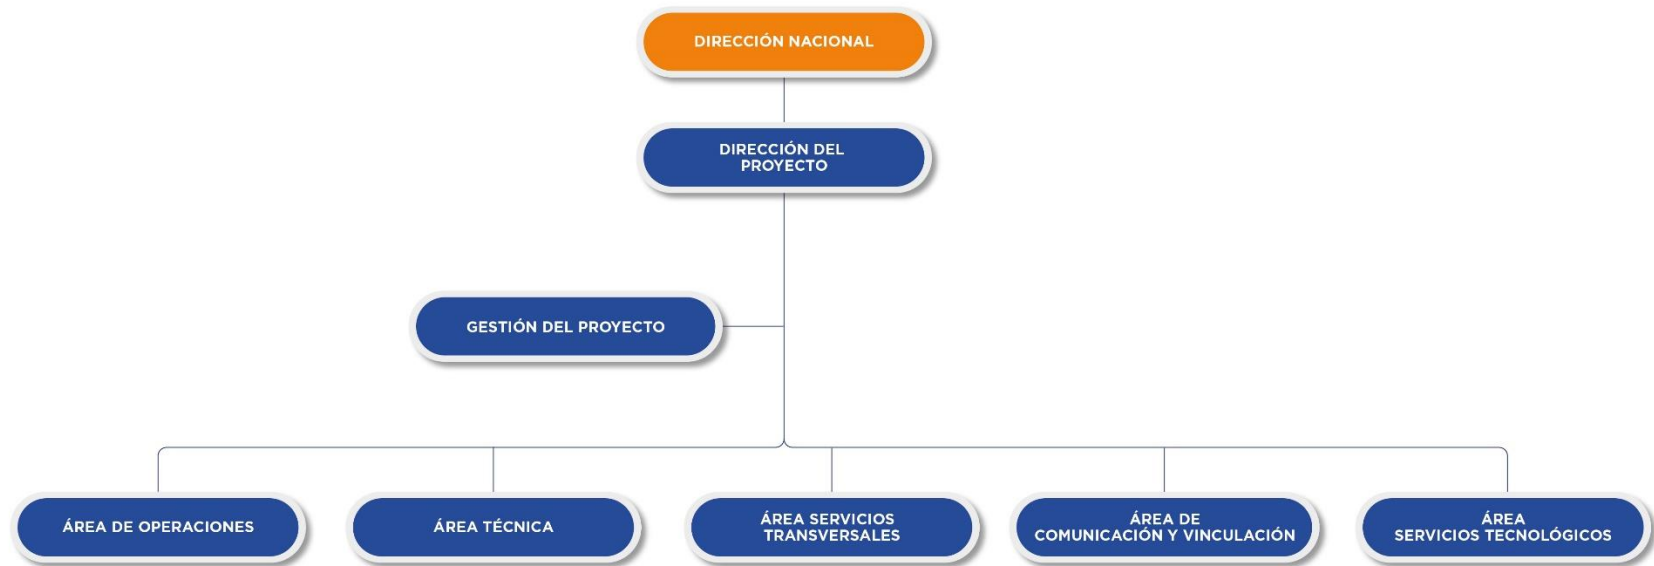 DIRECCIÓN NACIONAL
DIRECCIÓN DEL
PROYECTO
GESTIÓN DEL PROYECTO
ÁREA DE OPERACIONES
ÁREA TÉCNICA
ÁREA SERVICIOS
TRANSVERSALES
ÁREA DE
COMUNICACIÓN Y VINCULACIÓN
ÁREA
SERVICIOS TECNOLÓGICOS